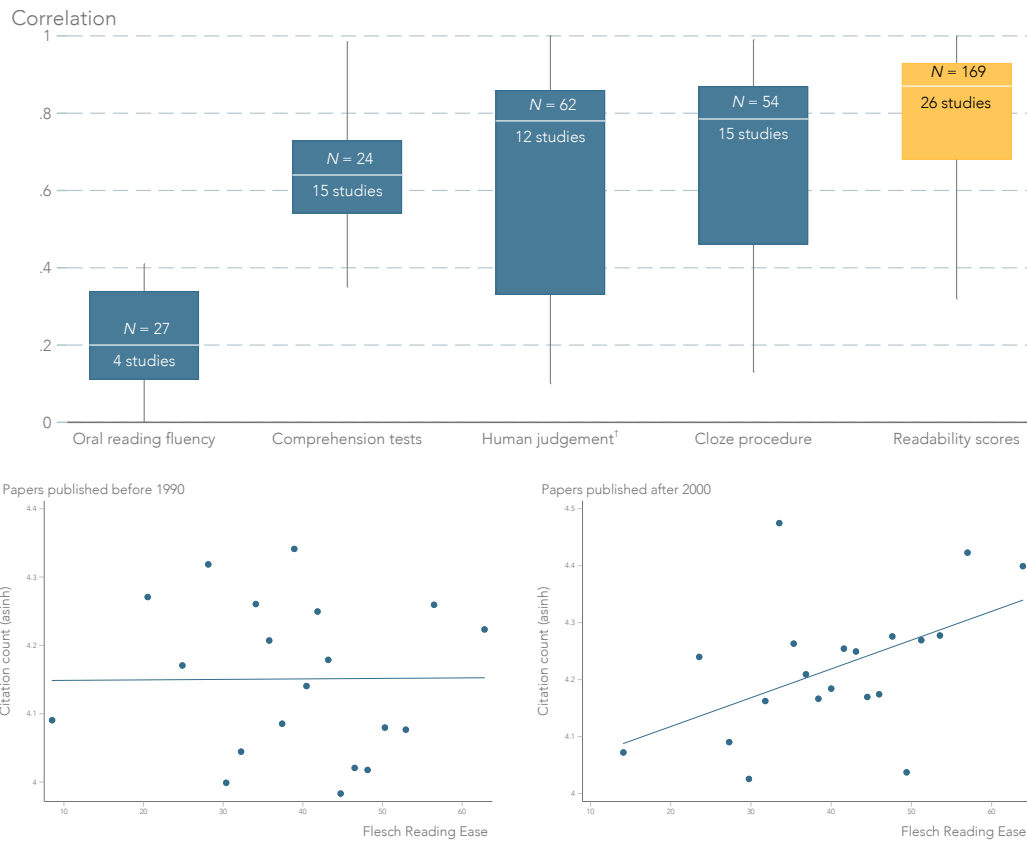 Correlation
1
.8
.6
.4
.2
0
N = 27
4 studies
N = 24
15 studies
N = 62
12 studies
N = 54
15 studies
N = 169
26 studies
Oral reading fluency
Comprehension tests
Human judgement†
Cloze procedure
Readability scores
Papers published before 1990
4.4
4.3
4.2
4.1
4
Citation count (asinh)
10 20 30 40 50 60
Flesch Reading Ease
Papers published after 2000
4.5
4.4
4.3
4.2
4.1
4
Citation count (asinh)
10 20 30 40 50 60
Flesch Reading Ease